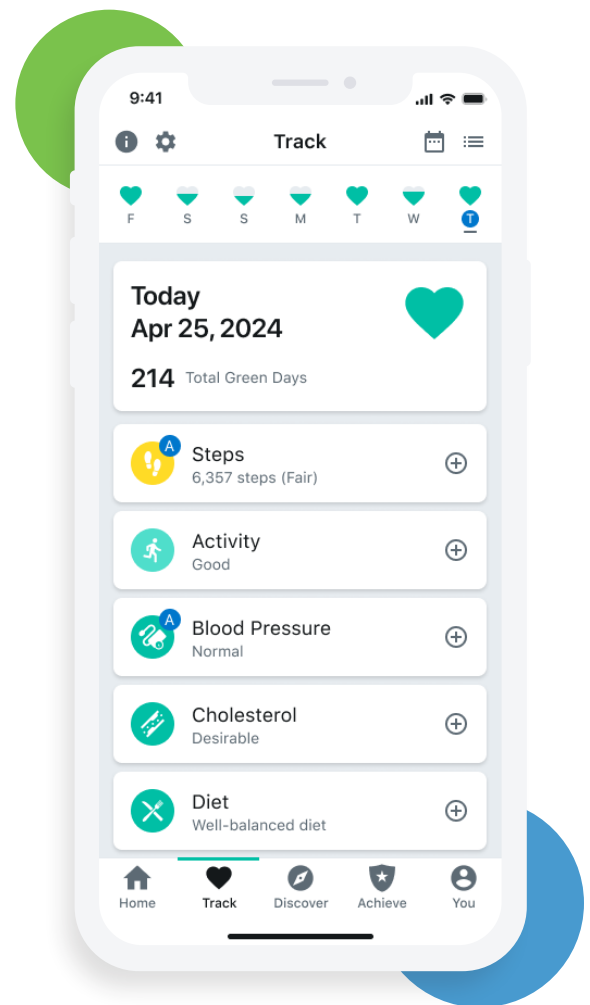 9:41
Track
F S S M T W T
Today
Apr 25, 2024
214 Total Green Days
A
Steps
6,357 steps (Fair)
Activity
Good
A
Blood Pressure
Normal
Cholesterol
Desirable
Diet
Well-balanced diet
Home Track Discover Achieve You